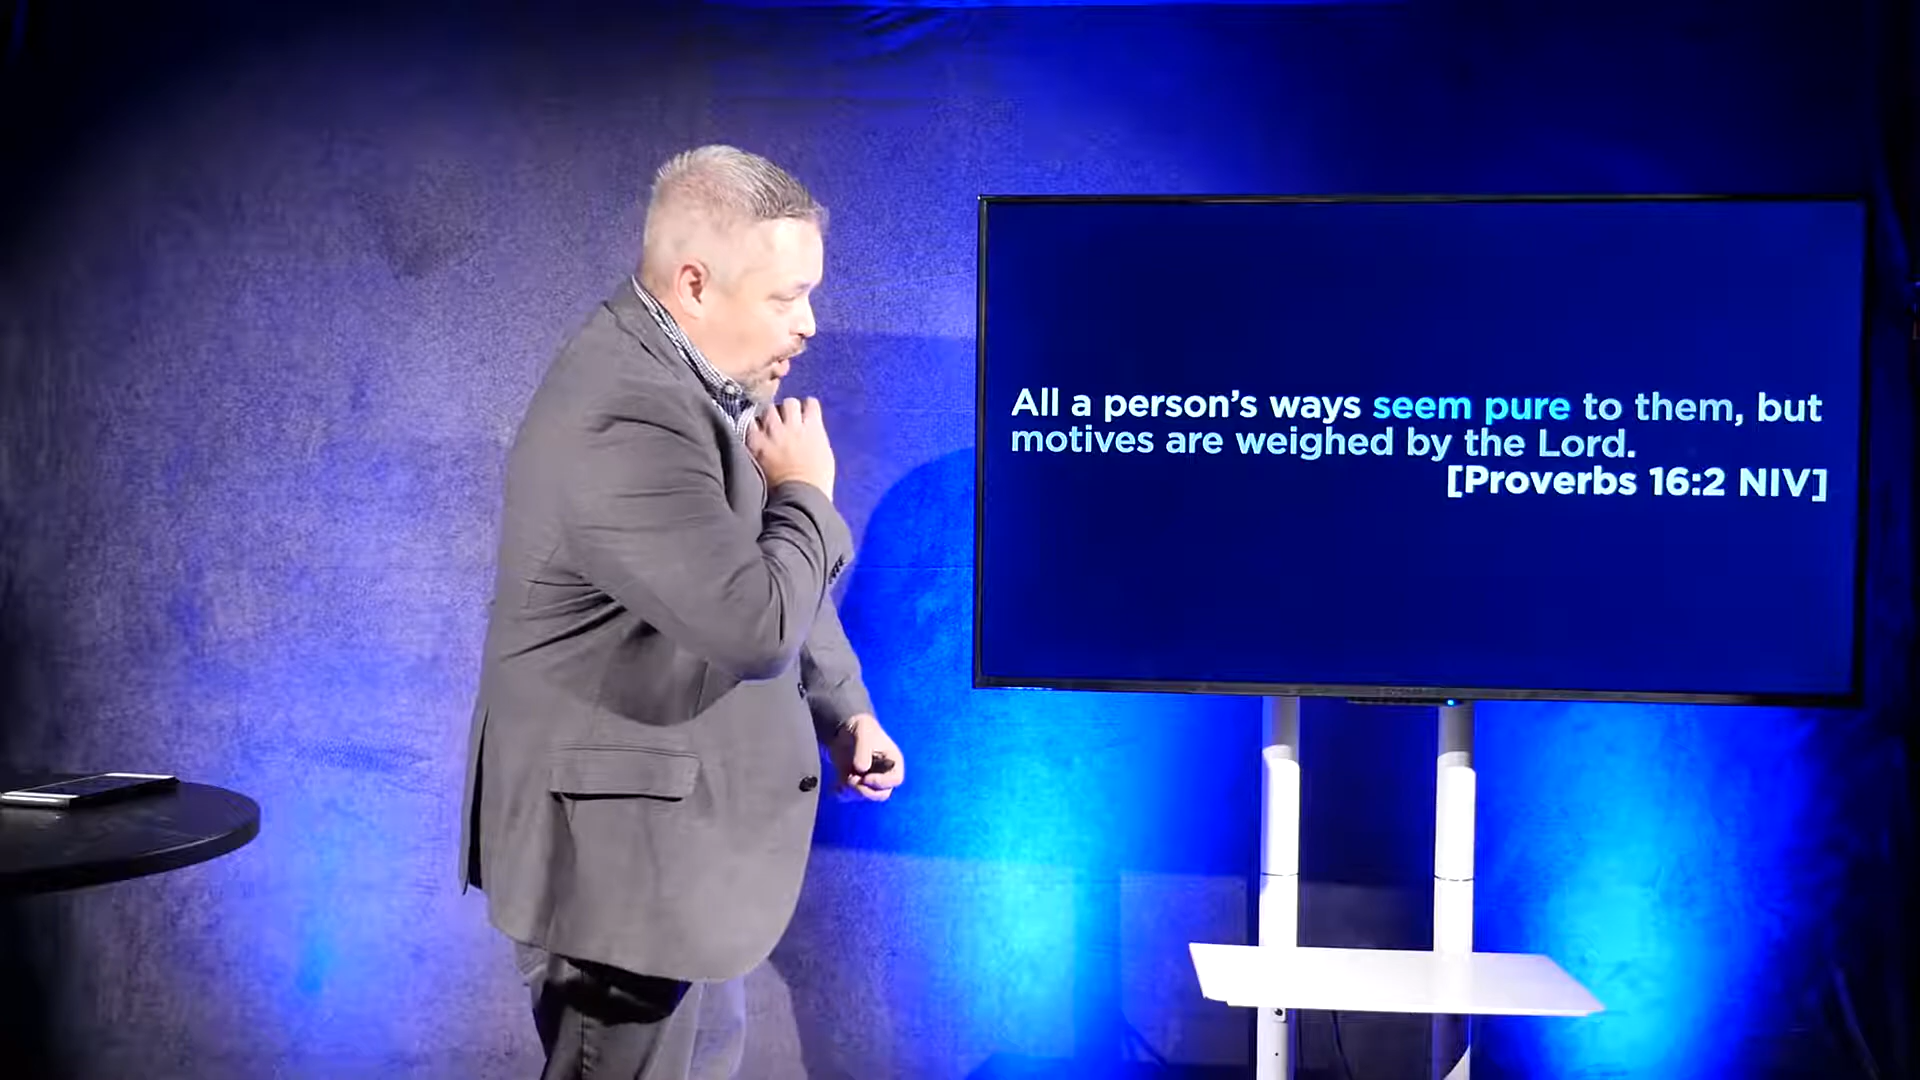 All a person's ways seem pure to them, but
motives are weighed by the Lord.
[Proverbs 16:2 NIV]